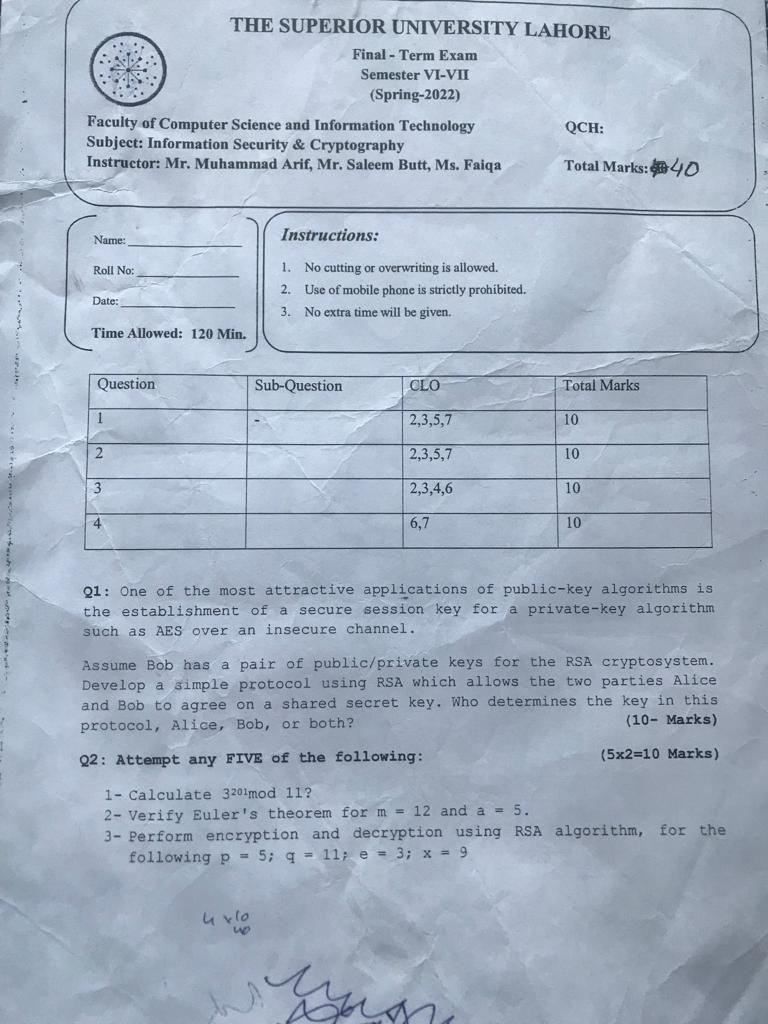 THE SUPERIOR UNIVERSITY LAHORE
Final - Term Exam
Semester VI-VII
(Spring-2022)
Faculty of Computer Science and Information Technology QCH:
Subject: Information Security & Cryptography
Instructor: Mr. Muhammad Arif, Mr. Saleem Butt, Ms. Faiqa Total Marks: 40
Name:
Roll No:
Date:
Time Allowed: 120 Min.
Instructions:
1. No cutting or overwriting is allowed.
2. Use of mobile phone is strictly prohibited.
3. No extra time will be given.
Question Sub-Question CLO Total Marks
1 - 2,3,5,7 10
2 2,3,5,7 10
3 2,3,4,6 10
4 6,7 10
Q1: One of the most attractive applications of public-key algorithms is
the establishment of a secure session key for a private-key algorithm
such as AES over an insecure channel.
Assume Bob has a pair of public/private keys for the RSA cryptosystem.
Develop a simple protocol using RSA which allows the two parties Alice
and Bob to agree on a shared secret key. Who determines the key in this
protocol, Alice, Bob, or both? (10- Marks)
Q2: Attempt any FIVE of the following: (5x2=10 Marks)
1- Calculate 3²⁰¹mod 11?
2- Verify Euler's theorem for m = 12 and a = 5.
3- Perform encryption and decryption using RSA algorithm, for the
following p = 5; q = 11; e = 3; x = 9
4 x10
40